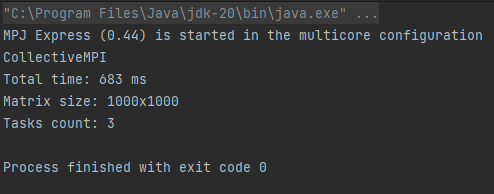 "C:\Program Files\Java\jdk-20\bin\java.exe" ...
MPJ Express (0.44) is started in the multicore configuration
CollectiveMPI
Total time: 683 ms
Matrix size: 1000x1000
Tasks count: 3
Process finished with exit code 0